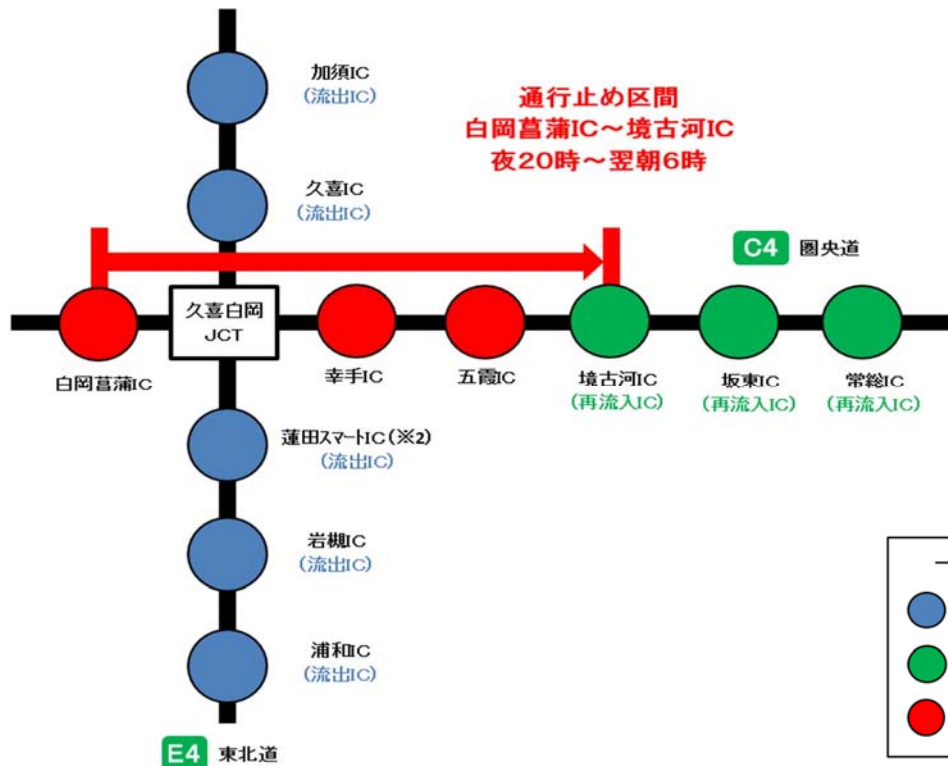 加須IC
(流出IC)
通行止め区間
白岡菖蒲IC～境古河IC
夜20時～翌朝6時
久喜IC
(流出IC)
C4 圏央道
久喜白岡
JCT
白岡菖蒲IC
幸手IC
五霞IC
境古河IC
(再流入IC)
坂東IC
(再流入IC)
常総IC
(再流入IC)
蓮田スマートIC(※2)
(流出IC)
岩槻IC
(流出IC)
浦和IC
(流出IC)
E4 東北道